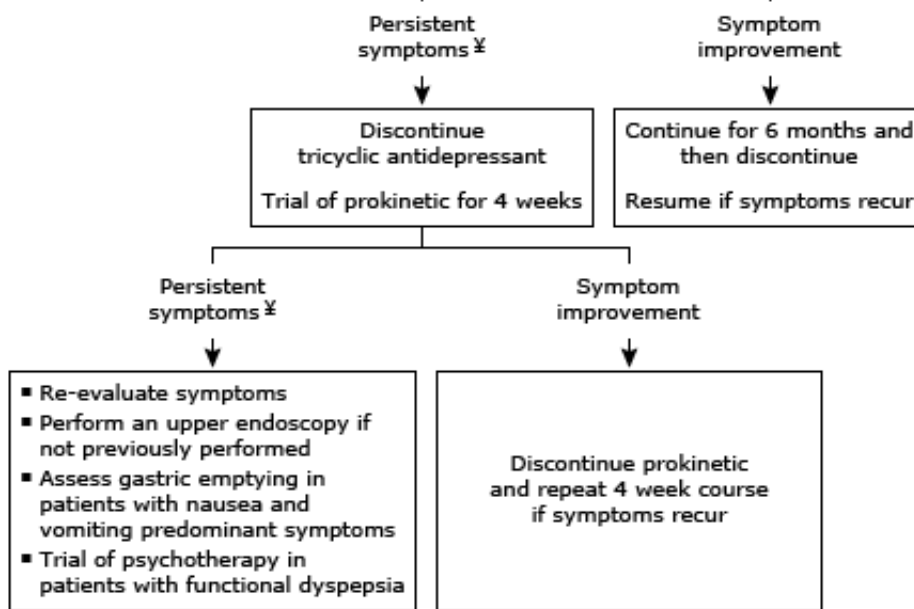 Persistent
symptoms ¥
Symptom
improvement
Discontinue
tricyclic antidepressant
Trial of prokinetic for 4 weeks
Continue for 6 months and
then discontinue
Resume if symptoms recur
Persistent
symptoms ¥
Symptom
improvement
▪ Re-evaluate symptoms
▪ Perform an upper endoscopy if
not previously performed
▪ Assess gastric emptying in
patients with nausea and
vomiting predominant symptoms
▪ Trial of psychotherapy in
patients with functional dyspepsia
Discontinue prokinetic
and repeat 4 week course
if symptoms recur